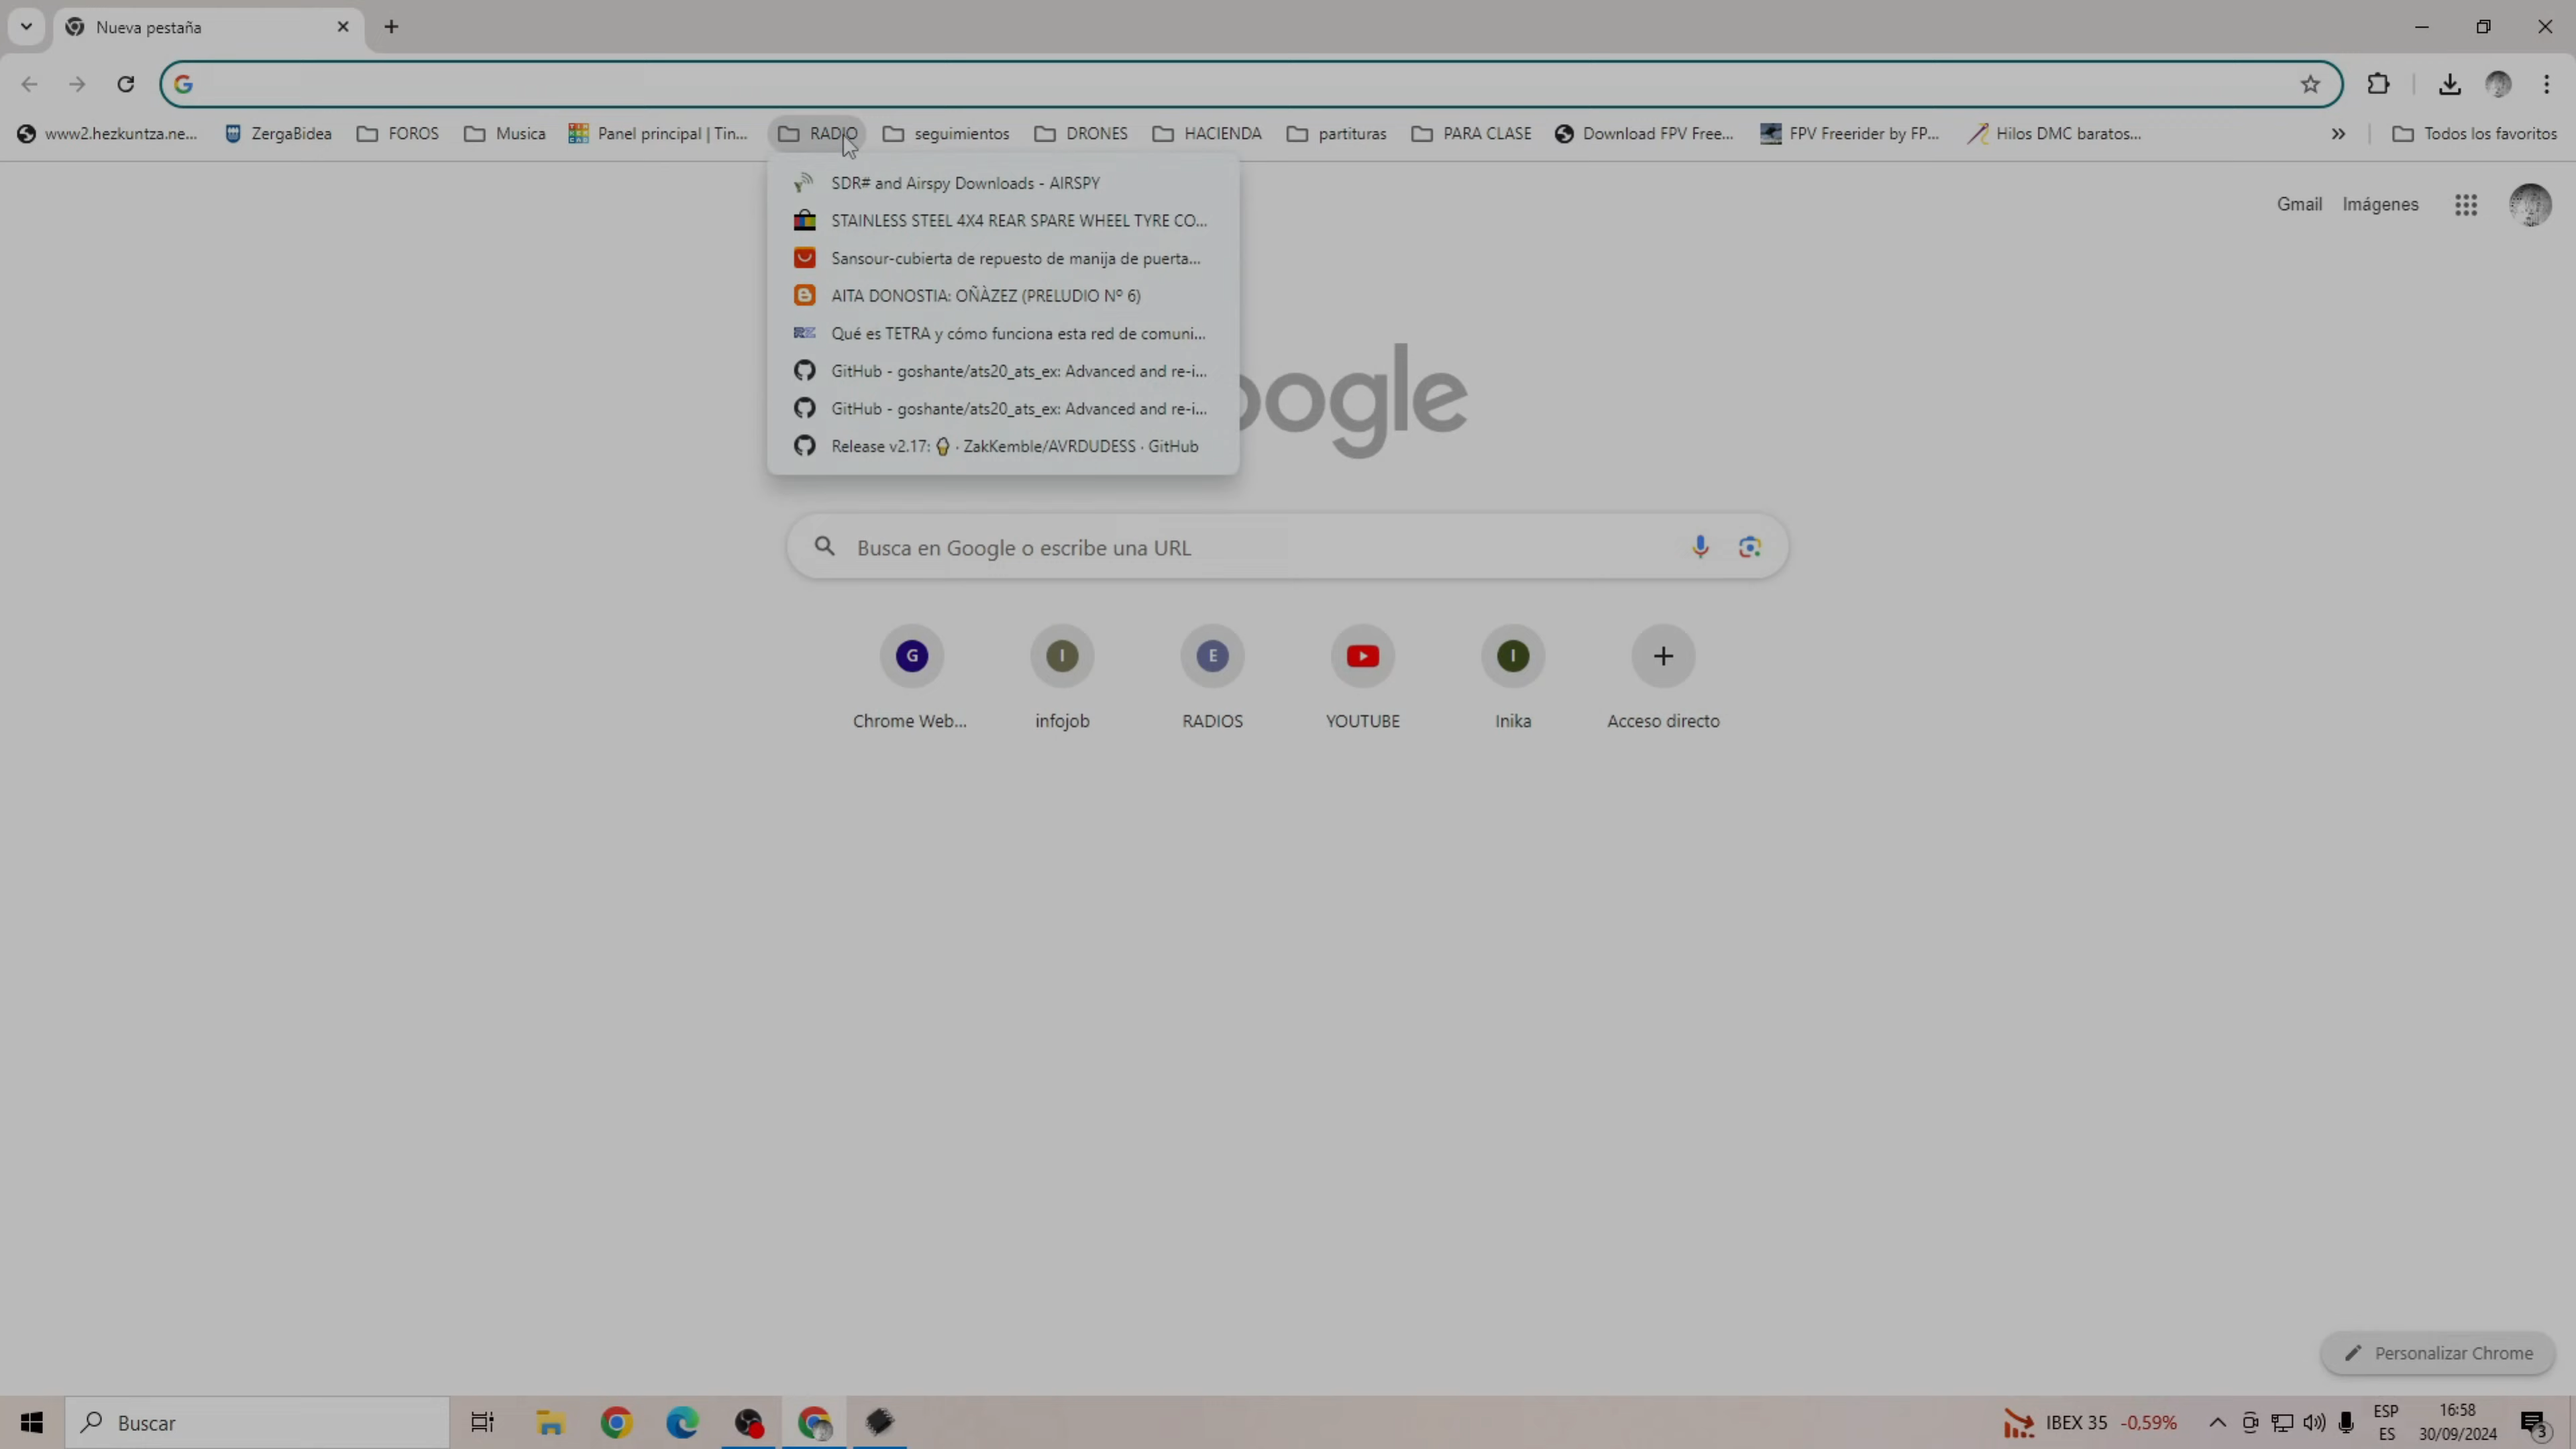 Nueva pestaña
www2.hezkuntza.ne...
ZergaBidea
FOROS
Musica
Panel principal | Tin...
RADIO
seguimientos
DRONES
HACIENDA
partituras
PARA CLASE
Download FPV Free...
FPV Freerider by FP...
Hilos DMC baratos...
Todos los favoritos
SDR# and Airspy Downloads - AIRSPY
STAINLESS STEEL 4X4 REAR SPARE WHEEL TYRE CO...
Sansour-cubierta de repuesto de manija de puerta...
AITA DONOSTIA: OÑÀZEZ (PRELUDIO Nº 6)
Qué es TETRA y cómo funciona esta red de comuni...
GitHub - goshante/ats20_ats_ex: Advanced and re-i...
GitHub - goshante/ats20_ats_ex: Advanced and re-i...
Release v2.17: 🍦 · ZakKemble/AVRDUDESS · GitHub
Gmail
Imágenes
oogle
Busca en Google o escribe una URL
G
I
E
I
Chrome Web...
infojob
RADIOS
YOUTUBE
Inika
Acceso directo
Personalizar Chrome
Buscar
IBEX 35 -0,59%
ESP
ES
16:58
30/09/2024
3